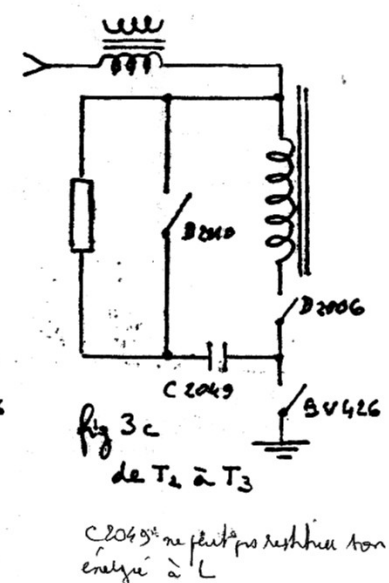 D2010
D2006
C2049
BV426
fig 3c
de T2 à T3
C2049 ne peut pas restituer son
énergie à L